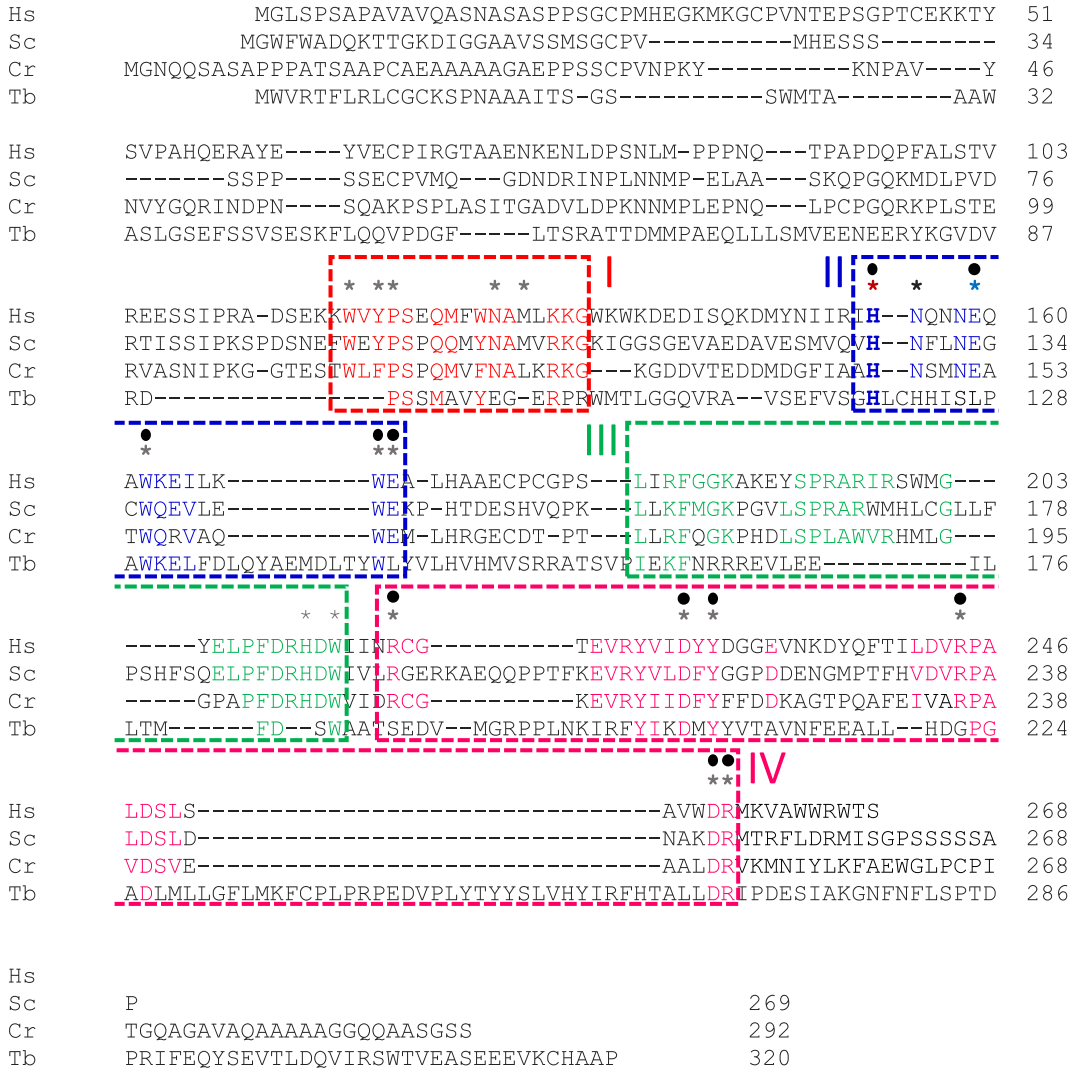 Hs MGLSPSAPAVAVQASNASASPPSGCPMHEGKMKGCPVNTEPSGPTCEKKTY 51
Sc MGWFWADQKTTGKDIGGAAVSSMSGCPV----------MHESSS-------- 34
Cr MGNQQSASAPPPATSAAPCAEAAAAAGAEPPSSCPVNPKY----------KNPAV----Y 46
Tb MWVRTFLRLCGCKSPNAAAITS-GS----------SWMTA--------AAW 32
Hs SVPAHQERAYE----YVECPIRGTAAENKENLDPSNLM-PPPNQ---TPAPDQPFALSTV 103
Sc -------SSPP----SSECPVMQ---GDNDRINPLNNMP-ELAA---SKQPGQKMDLPVD 76
Cr NVYGQRINDPN----SQAKPSPLASITGADVLDPKNNMPLEPNQ---LPCPGQRKPLSTE 99
Tb ASLGSEFSSVSESKFLQQVPDGF-----LTSRATTDMMPAEQLLLSMVEENEERYKGVDV 87
I II ● ●
* ** * * * * *
Hs REESSIPRA-DSEKKWVYPSEQMFWNAMLKKGWKWKDEDISQKDMYNIIRIH--NQNNEQ 160
Sc RTISSIPKSPDSNEFWEYPSPQQMYNAMVRKGKIGGSGEVAEDAVESMVQVH--NFLNEG 134
Cr RVASNIPKG-GTESTWLFPSPQMVFNALKRKG--KGDDVTEDDMDGFIAAH--NSMNEA 153
Tb RD----------------PSSMAVYEG-ERPRWMTLGGQVRA--VSEFVSGHLCHHISLP 128
● ●● III
* **
Hs AWKEILK----------WEA-LHAAECPCGPS---LIRFGGKAKEYSPRARIRSWMG--- 203
Sc CWQEVLE----------WEKP-HTDESHVQPK---LLKFMGKPGVLSPRARWMHLCGLLF 178
Cr TWQRVAQ----------WEM-LHRGECDT-PT---LLRFQGKPHDLSPLAWVRHMLG--- 195
Tb AWKELFDLQYAEMDLTYWLYVLHVHMVSRRATSVPIEKFNRRREVLEE----------IL 176
● ● ● ●
* * * * * *
Hs -----YELPFDRHDWIINRCG----------TEVRYVIDYYDGGEVNKDYQFTILDVRPA 246
Sc PSHFSQELPFDRHDWIVLRGERKAEQQPPTFKEVRYVLDFYGGPDDENGMPTFHVDVRPA 238
Cr -----GPAPFDRHDWVIDRCG----------KEVRYIIDFYFFDDKAGTPQAFEIVARPA 238
Tb LTM------FD--SWAATSEDV---MGRPPLNKIRFYIKDMYYVTAVNFEEALL--HDGPG 224
●● IV
**
Hs LDSLS--------------------------------AVWDRMKVAWWRWTS 268
Sc LDSLD--------------------------------NAKDRMTRFLDRMISGPSSSSSA 268
Cr VDSVE--------------------------------AALDRVKMNIYLKFAEWGLPCPI 268
Tb ADLMLLGFLMKFCPLPRPEDVPLYTYYSLVHYIRFHTALLDRIPDESIAKGNFNFLSPTD 286
Hs
Sc P 269
Cr TGQAGAVAQAAAAAGGQQAASGSS 292
Tb PRIFEQYSEVTLDQVIRSWTVEASEEEVKCHAAP 320